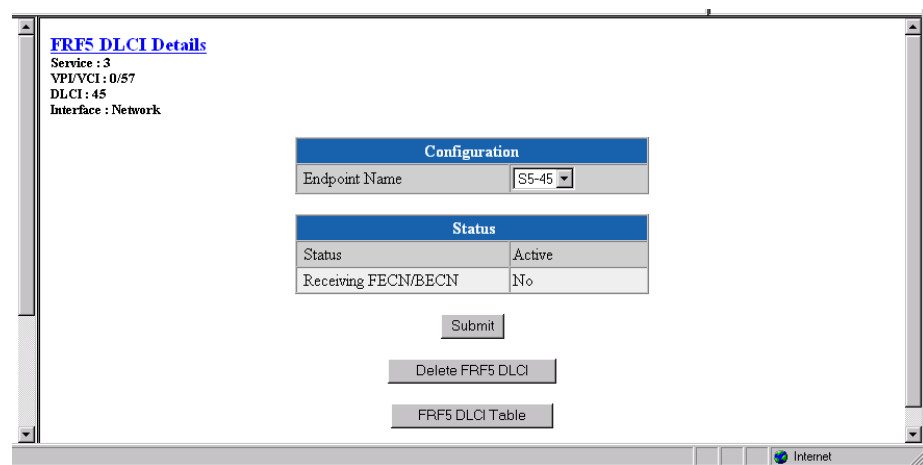 FRF5 DLCI Details
Service : 3
VPI/VCI : 0/57
DLCI : 45
Interface : Network
Configuration
Endpoint Name S5-45
Status
Status Active
Receiving FECN/BECN No
Submit
Delete FRF5 DLCI
FRF5 DLCI Table
Internet